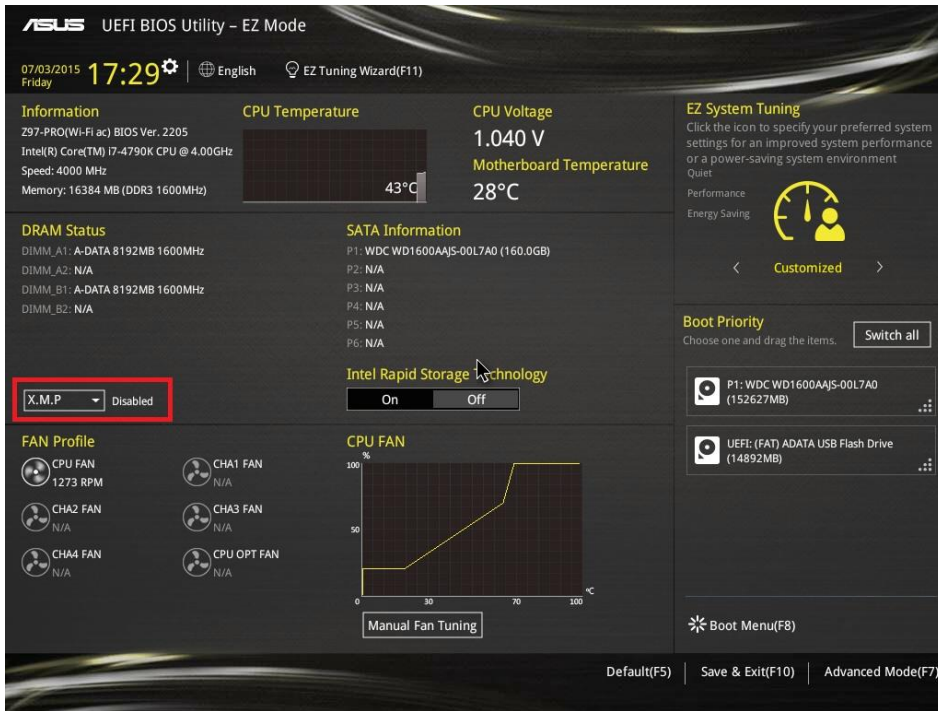 ASUS UEFI BIOS Utility – EZ Mode
07/03/2015
Friday
17:29
English
EZ Tuning Wizard(F11)
Information
Z97-PRO(Wi-Fi ac) BIOS Ver. 2205
Intel(R) Core(TM) i7-4790K CPU @ 4.00GHz
Speed: 4000 MHz
Memory: 16384 MB (DDR3 1600MHz)
CPU Temperature
43°C
CPU Voltage
1.040 V
Motherboard Temperature
28°C
EZ System Tuning
Click the icon to specify your preferred system
settings for an improved system performance
or a power-saving system environment
Quiet
Performance
Energy Saving
Customized
DRAM Status
DIMM_A1: A-DATA 8192MB 1600MHz
DIMM_A2: N/A
DIMM_B1: A-DATA 8192MB 1600MHz
DIMM_B2: N/A
X.M.P Disabled
SATA Information
P1: WDC WD1600AAJS-00L7A0 (160.0GB)
P2: N/A
P3: N/A
P4: N/A
P5: N/A
P6: N/A
Intel Rapid Storage Technology
On Off
Boot Priority
Choose one and drag the items.
Switch all
P1: WDC WD1600AAJS-00L7A0
(152627MB)
UEFI: (FAT) ADATA USB Flash Drive
(14892MB)
FAN Profile
CPU FAN
1273 RPM
CHA1 FAN
N/A
CHA2 FAN
N/A
CHA3 FAN
N/A
CHA4 FAN
N/A
CPU OPT FAN
N/A
CPU FAN
%
100
50
0 30 70 100
°C
Manual Fan Tuning
Boot Menu(F8)
Default(F5)
Save & Exit(F10)
Advanced Mode(F7)